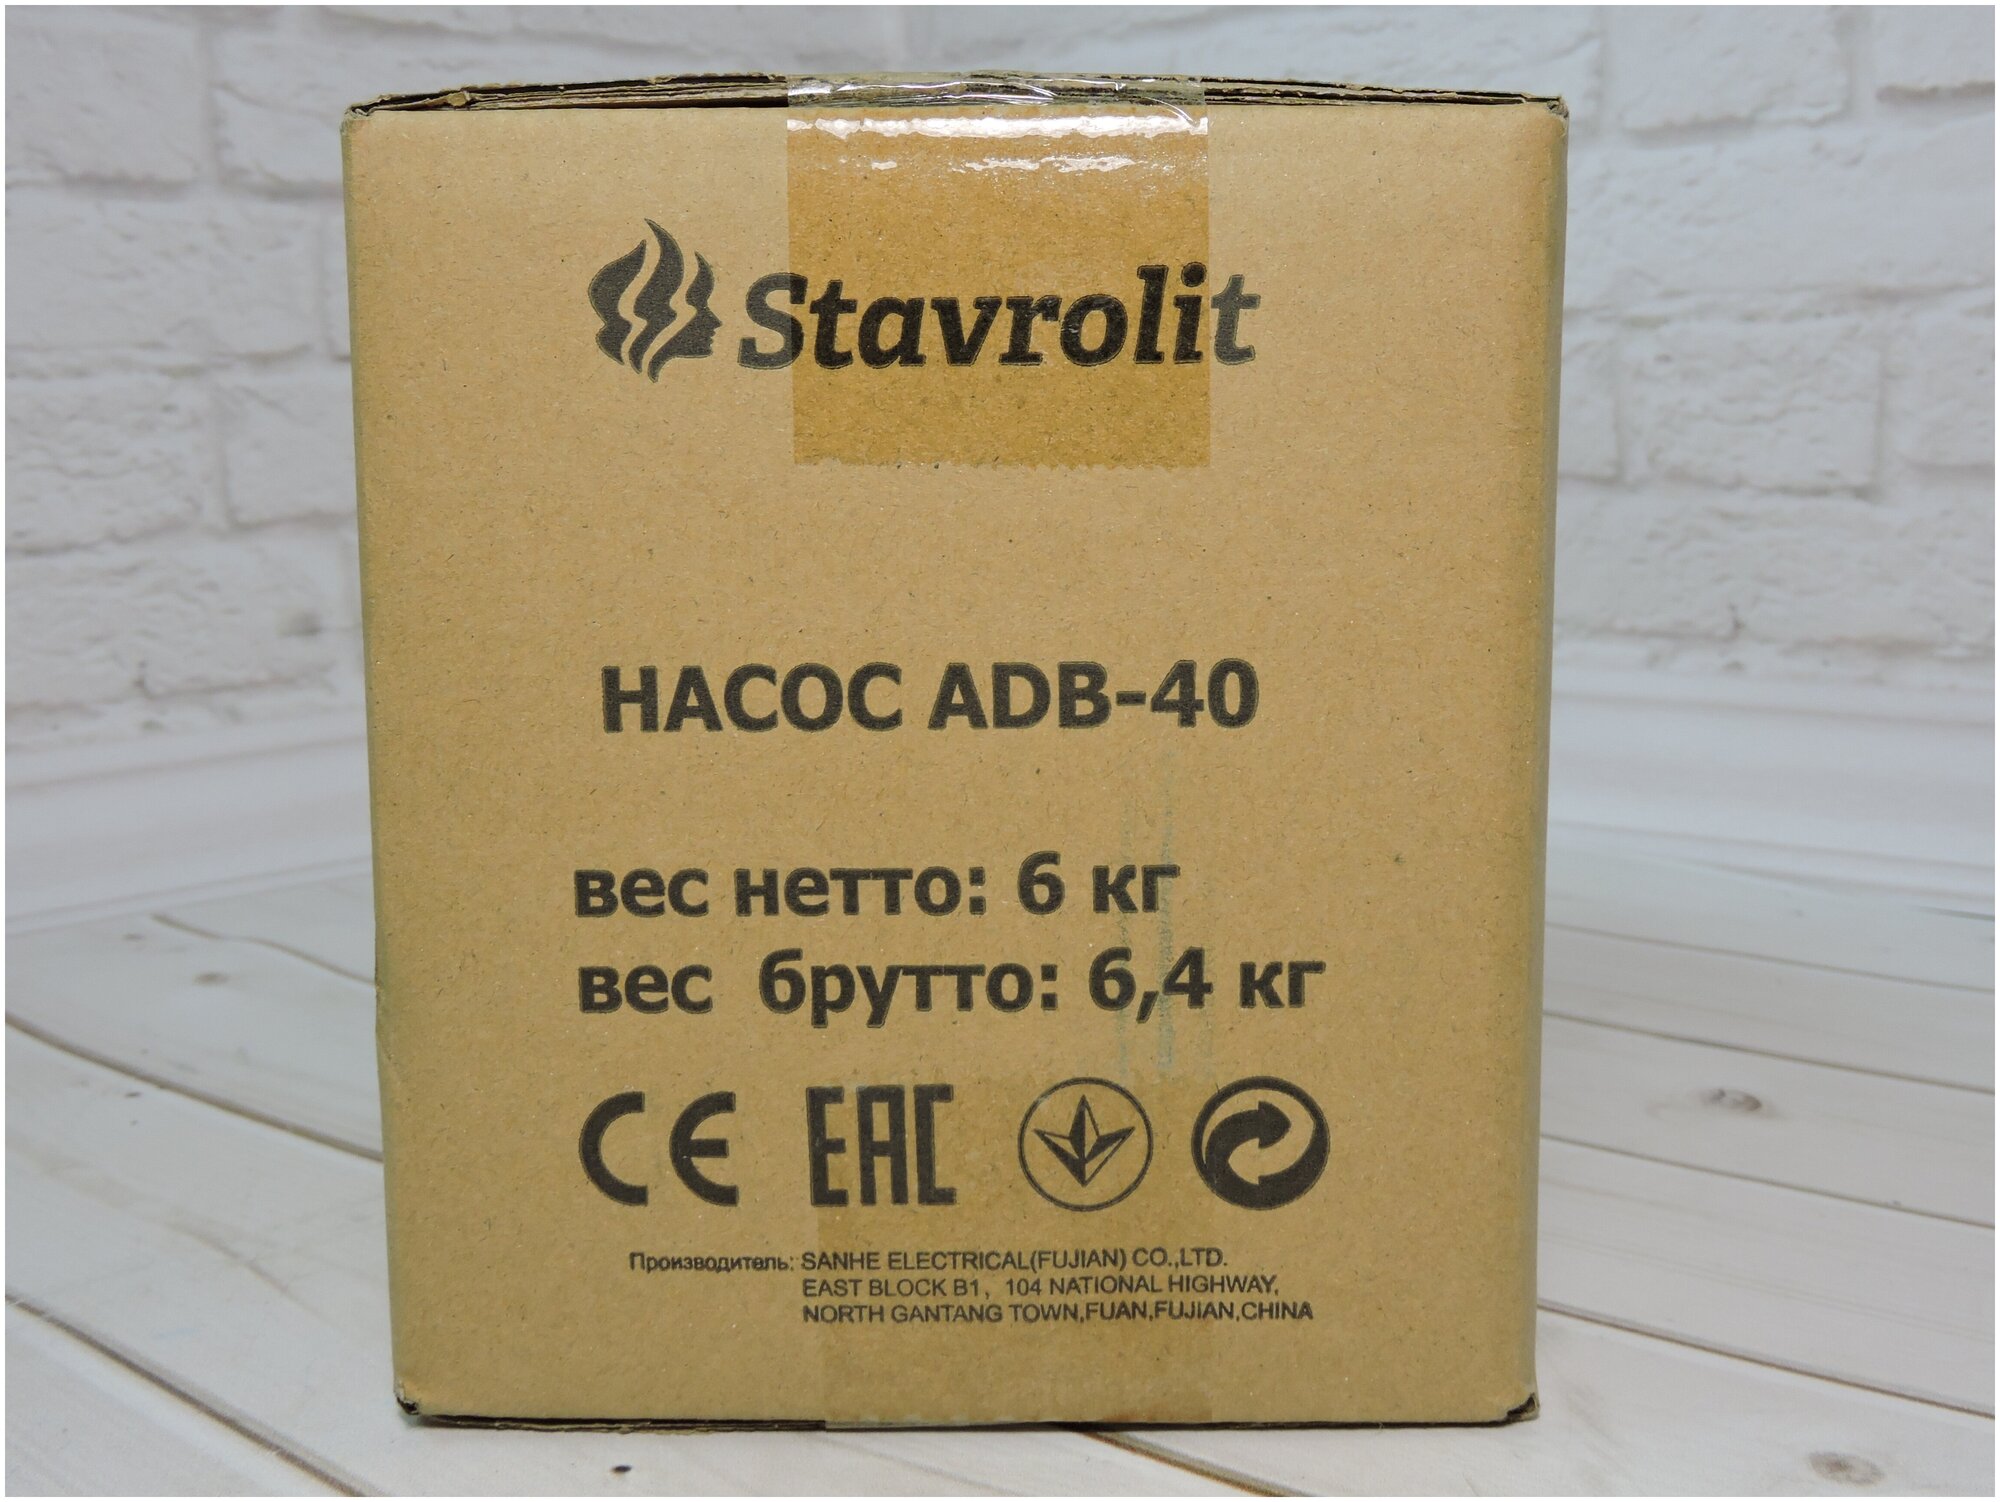 Stavrolit
НАСОС ADB-40
вес нетто: 6 кг
вес брутто: 6,4 кг
CE EAC
Производитель: SANHE ELECTRICAL(FUJIAN) CO.,LTD.
EAST BLOCK B1, 104 NATIONAL HIGHWAY,
NORTH GANTANG TOWN,FUAN,FUJIAN,CHINA